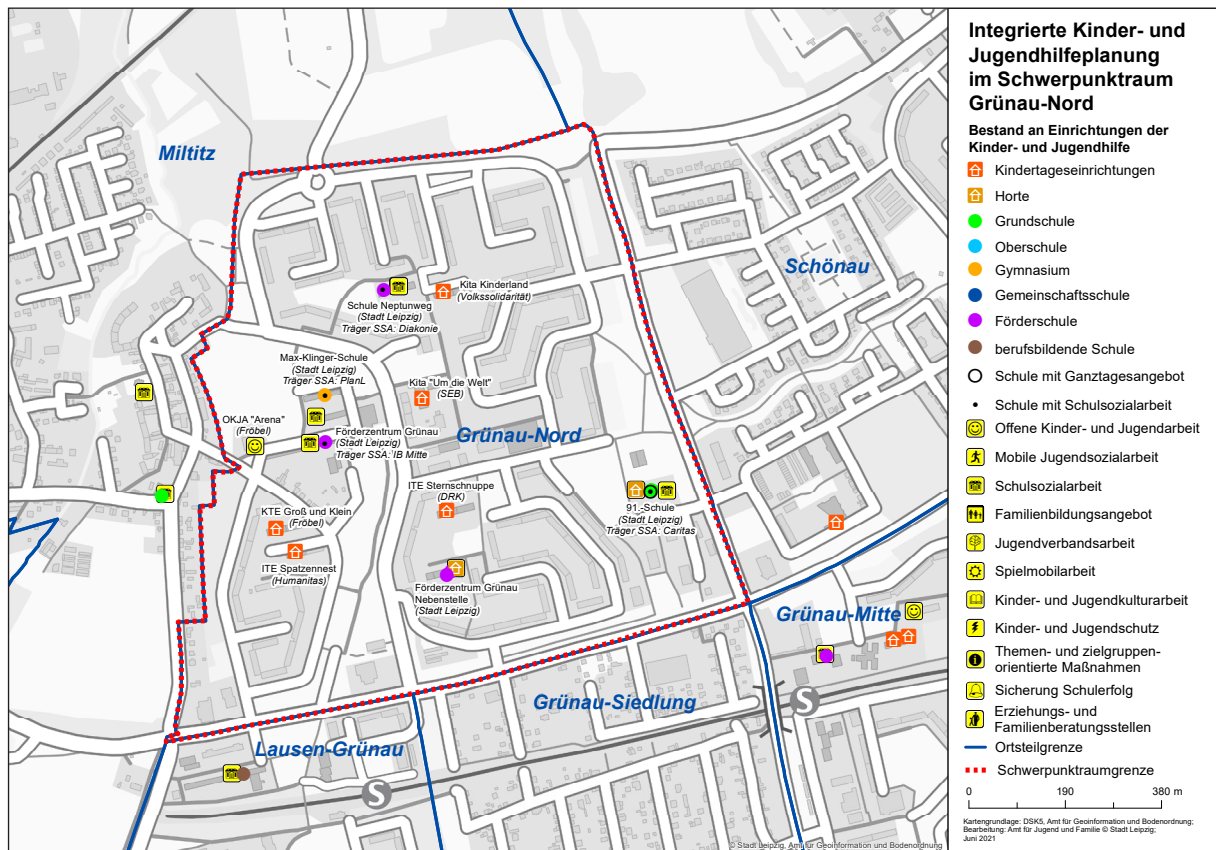 Integrierte Kinder- und
Jugendhilfeplanung
im Schwerpunktraum
Grünau-Nord
Bestand an Einrichtungen der
Kinder- und Jugendhilfe
Kindertageseinrichtungen
Horte
Grundschule
Oberschule
Gymnasium
Gemeinschaftsschule
Förderschule
berufsbildende Schule
Schule mit Ganztagesangebot
Schule mit Schulsozialarbeit
Offene Kinder- und Jugendarbeit
Mobile Jugendsozialarbeit
Schulsozialarbeit
Familienbildungsangebot
Jugendverbandsarbeit
Spielmobilarbeit
Kinder- und Jugendkulturarbeit
Kinder- und Jugendschutz
Themen- und zielgruppen-
orientierte Maßnahmen
Sicherung Schulerfolg
Erziehungs- und
Familienberatungsstellen
Ortsteilgrenze
Schwerpunktraumgrenze
0 190 380 m
Kartengrundlage: DSK5, Amt für Geoinformation und Bodenordnung;
Bearbeitung: Amt für Jugend und Familie © Stadt Leipzig;
Juni 2021
Miltitz
Schönau
Kita Kinderland
(Volkssolidarität)
Schule Neptunweg
(Stadt Leipzig)
Träger SSA: Diakonie
Max-Klinger-Schule
(Stadt Leipzig)
Träger SSA: PlanL
Kita "Um die Welt"
(SEB)
OKJA "Arena"
(Fröbel)
Förderzentrum Grünau
(Stadt Leipzig)
Träger SSA: IB Mitte
Grünau-Nord
ITE Sternschnuppe
(DRK)
91.-Schule
(Stadt Leipzig)
Träger SSA: Caritas
KTE Groß und Klein
(Fröbel)
ITE Spatzennest
(Humanitas)
Förderzentrum Grünau
Nebenstelle
(Stadt Leipzig)
Grünau-Mitte
Grünau-Siedlung
S
Lausen-Grünau
S
© Stadt Leipzig, Amt für Geoinformation und Bodenordnung